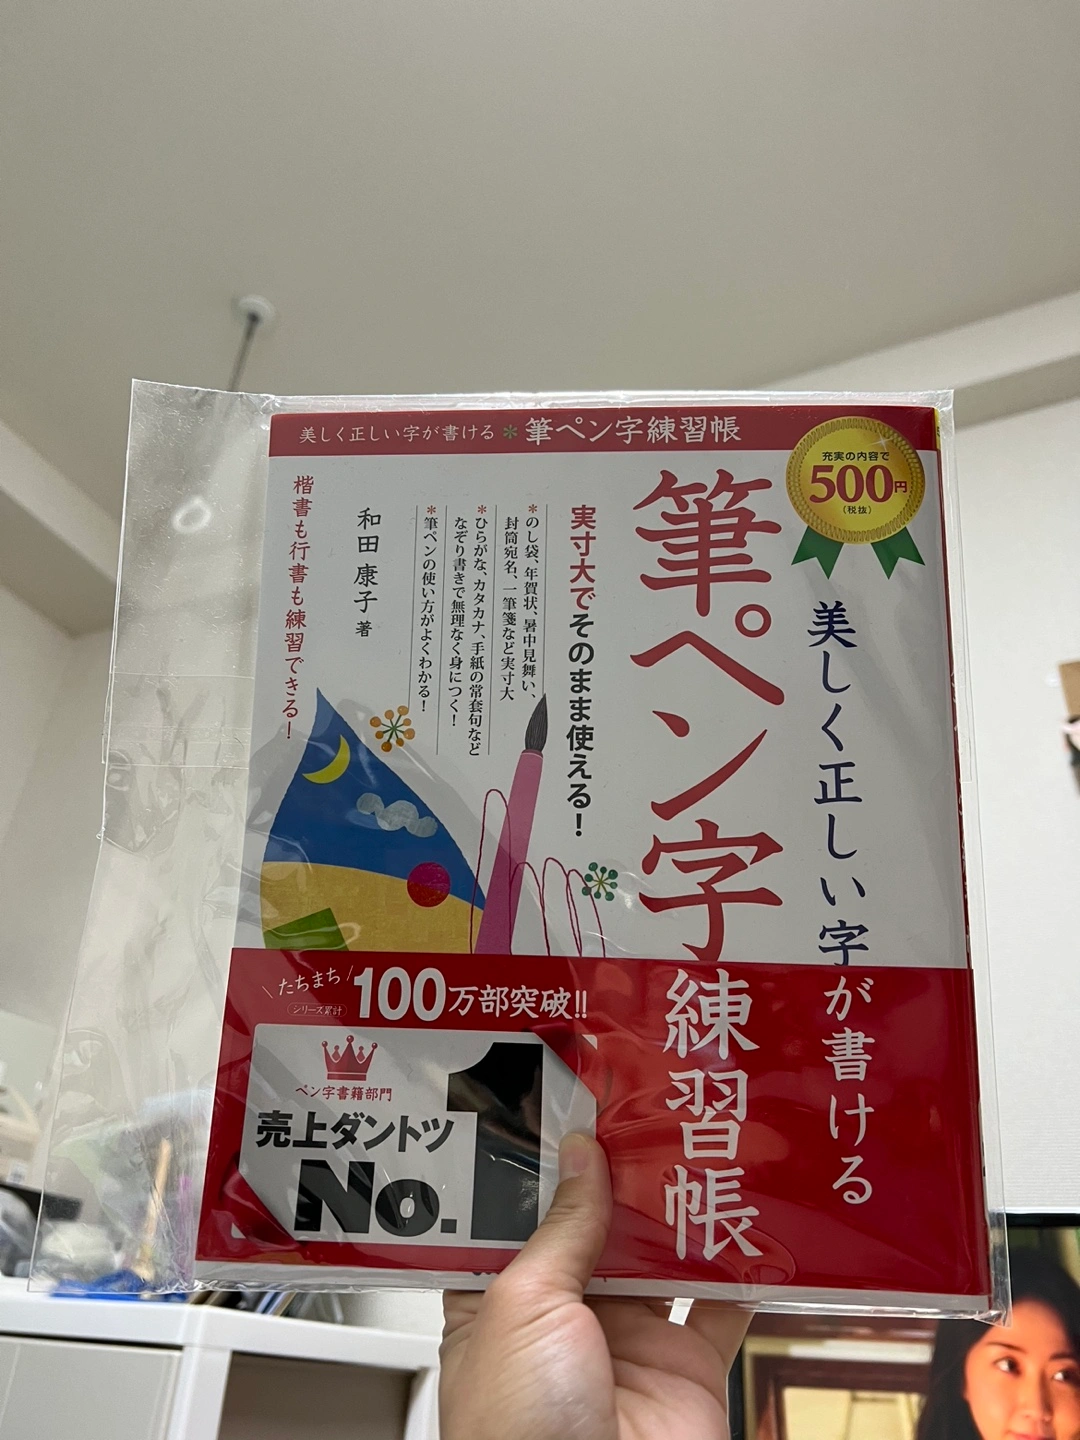 美しく正しい字が書ける*筆ペン字練習帳
充実の内容で
500円
(税抜)
美しく正しい字が書ける
筆ペン字練習帳
実寸大でそのまま使える！
*のし袋、年賀状、暑中見舞い、
封筒宛名、一筆箋など実寸大
*ひらがな、カタカナ、手紙の常套句など
なぞり書きで無理なく身につく！
*筆ペンの使い方がよくわかる！
和田康子 著
楷書も行書も練習できる！
たちまち
シリーズ累計
100万部突破!!
ペン字書籍部門
売上ダントツ
No.1